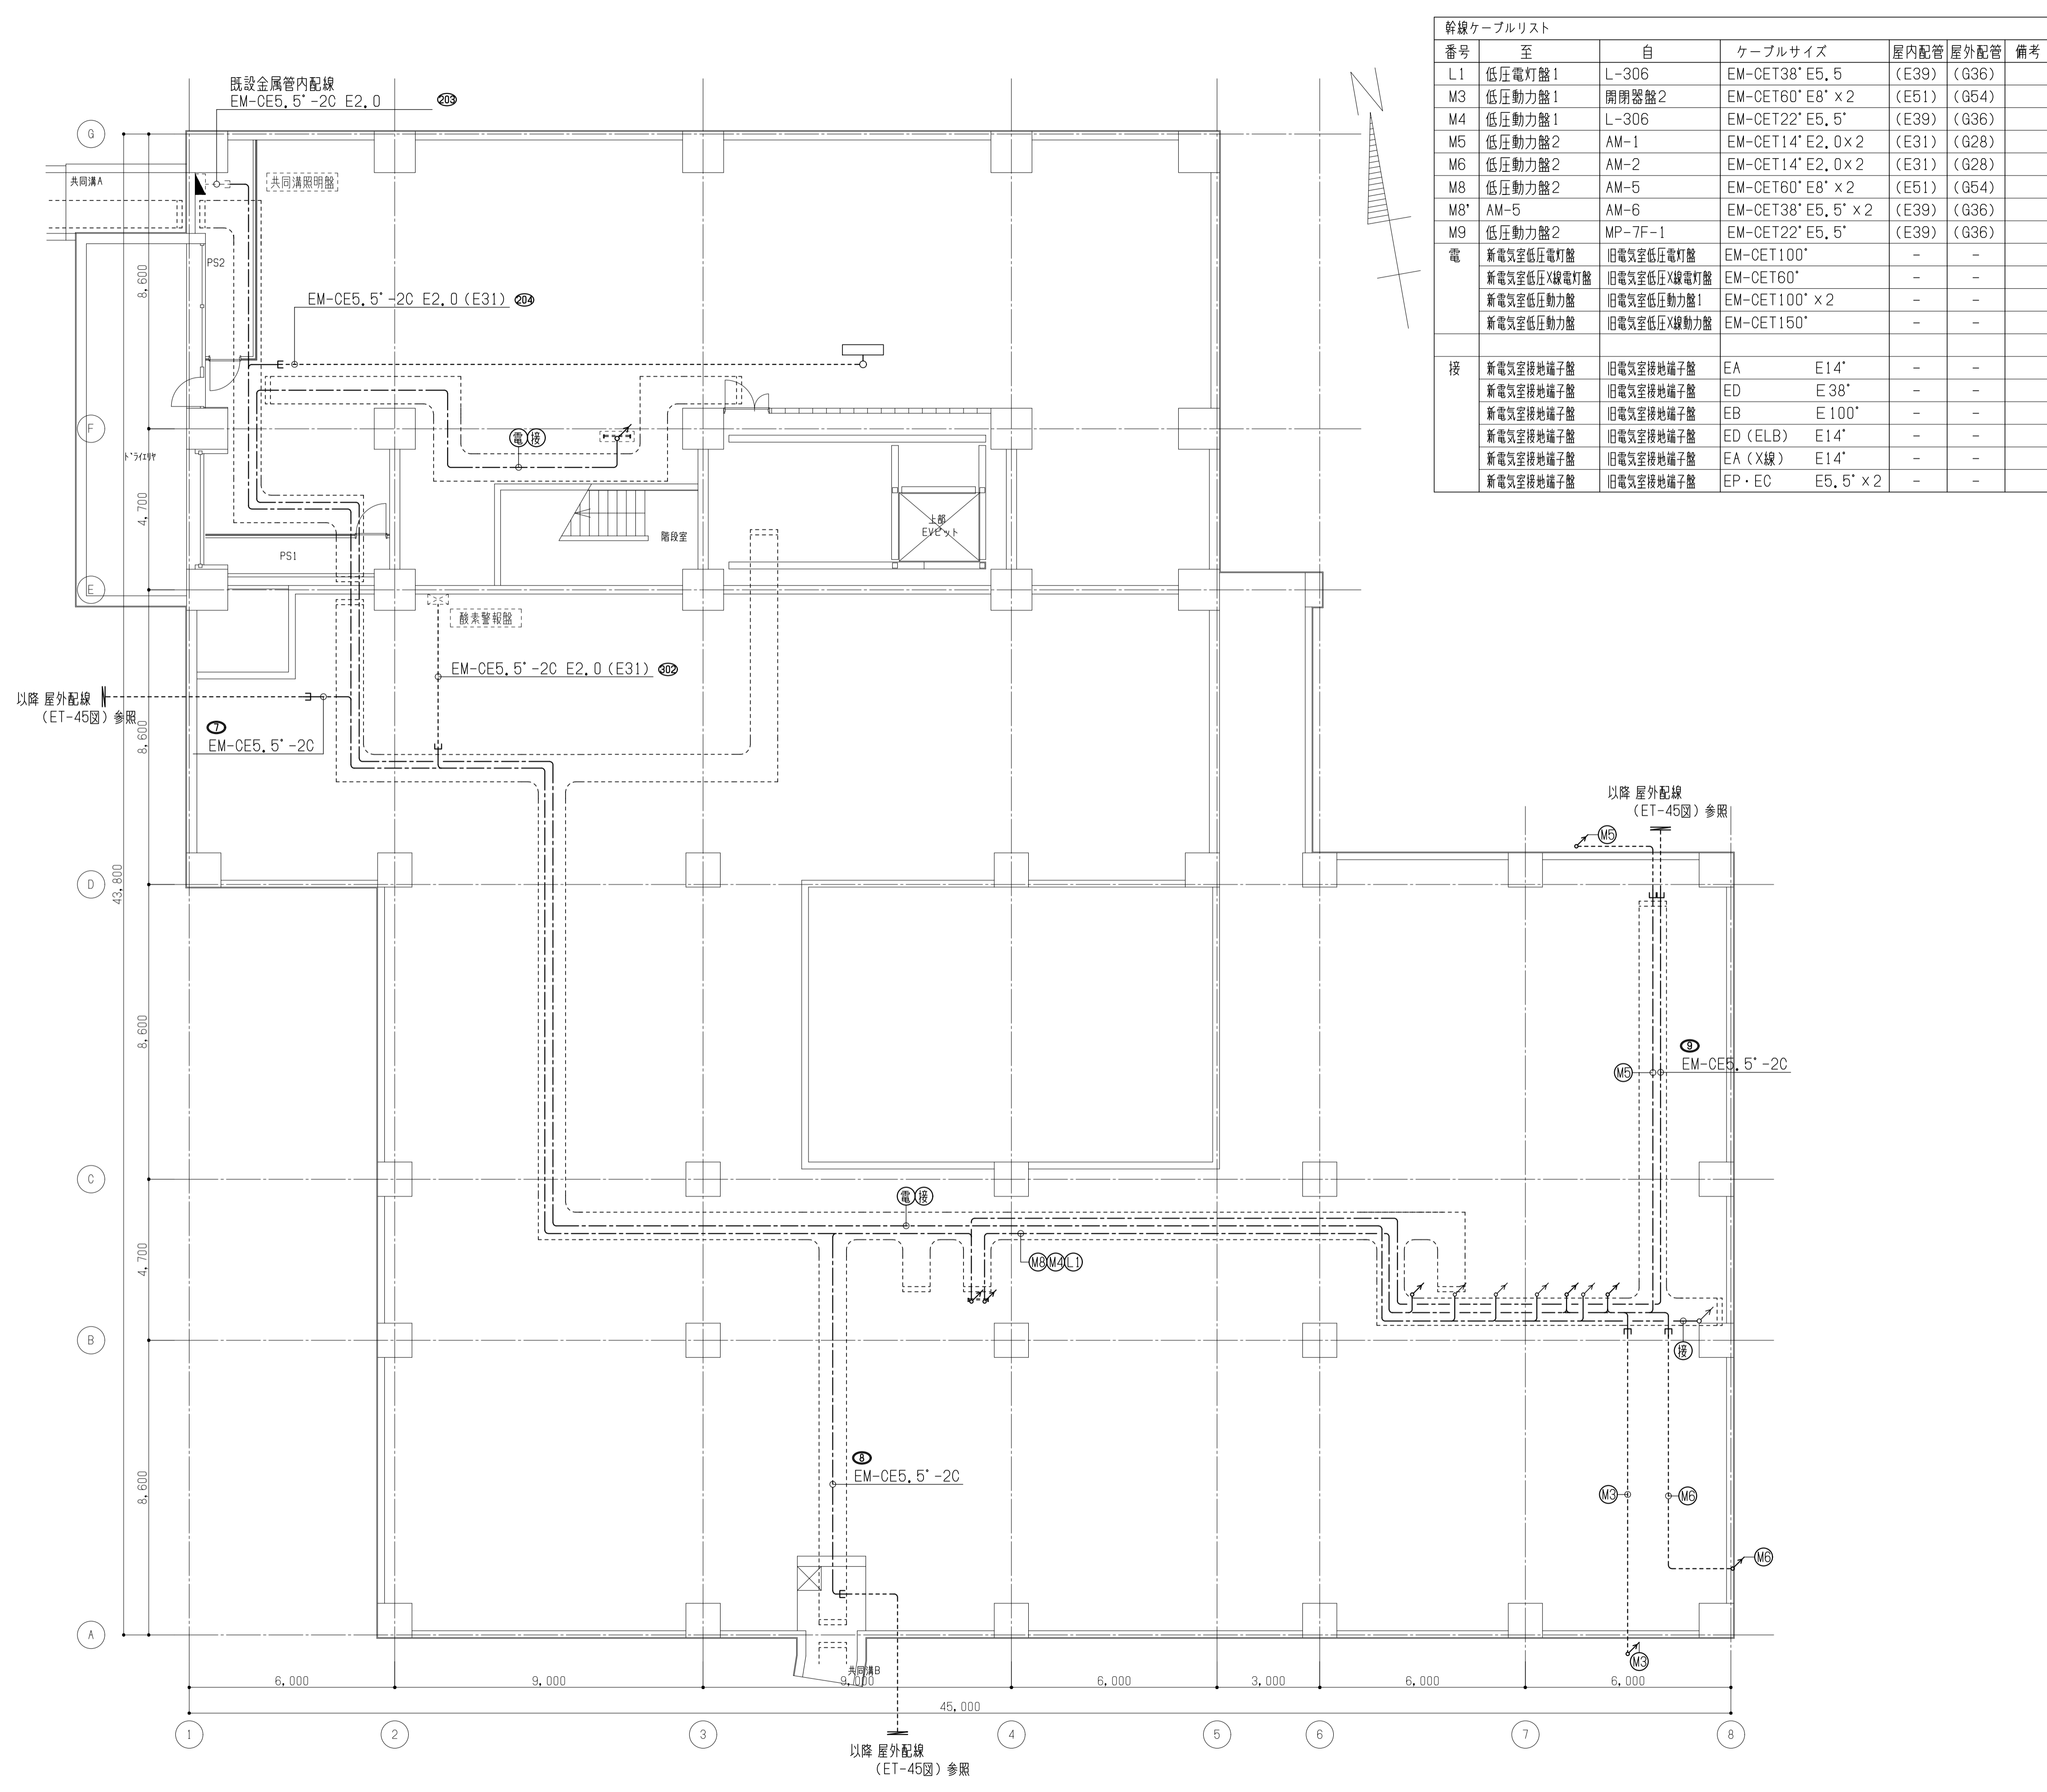 幹線ケーブルリスト
番号 至 自 ケーブルサイズ 屋内配管 屋外配管 備考
L1 低圧電灯盤1 L-306 EM-CET38゜E5.5 (E39) (G36)
M3 低圧動力盤1 開閉器盤2 EM-CET60゜E8゜×2 (E51) (G54)
M4 低圧動力盤1 L-306 EM-CET22゜E5.5゜ (E39) (G36)
M5 低圧動力盤2 AM-1 EM-CET14゜E2.0×2 (E31) (G28)
M6 低圧動力盤2 AM-2 EM-CET14゜E2.0×2 (E31) (G28)
M8 低圧動力盤2 AM-5 EM-CET60゜E8゜×2 (E51) (G54)
M8' AM-5 AM-6 EM-CET38゜E5.5゜×2 (E39) (G36)
M9 低圧動力盤2 MP-7F-1 EM-CET22゜E5.5゜ (E39) (G36)
電 新電気室低圧電灯盤 旧電気室低圧電灯盤 EM-CET100゜ - -
新電気室低圧X線電灯盤 旧電気室低圧X線電灯盤 EM-CET60゜ - -
新電気室低圧動力盤 旧電気室低圧動力盤1 EM-CET100゜×2 - -
新電気室低圧動力盤 旧電気室低圧X線動力盤 EM-CET150゜ - -
接 新電気室接地端子盤 旧電気室接地端子盤 EA E14゜ - -
新電気室接地端子盤 旧電気室接地端子盤 ED E38゜ - -
新電気室接地端子盤 旧電気室接地端子盤 EB E100゜ - -
新電気室接地端子盤 旧電気室接地端子盤 ED(ELB) E14゜ - -
新電気室接地端子盤 旧電気室接地端子盤 EA(X線) E14゜ - -
新電気室接地端子盤 旧電気室接地端子盤 EP・EC E5.5゜×2 - -
既設金属管内配線
EM-CE5.5゜-2C E2.0 203
G
共同溝A
共同溝照明盤
PS2
8,600
EM-CE5.5゜-2C E2.0(E31) 204
F
電 接
ドライエリヤ
4,700
上部
EVピット
階段室
PS1
E
酸素警報盤
EM-CE5.5゜-2C E2.0(E31) 302
以降 屋外配線
(ET-45図)参照
7
EM-CE5.5゜-2C
8,600
以降 屋外配線
(ET-45図)参照
M5
D
43,800
8,600
9
EM-CE5.5゜-2C
M5
C
電 接
4,700
M8 M4 L1
B
接
8,600
8
EM-CE5.5゜-2C
M3
M6
M6
A
M3
共同溝B
6,000 9,000 9,000 6,000 3,000 6,000 6,000
45,000
1 2 3 4 5 6 7 8
以降 屋外配線
(ET-45図)参照